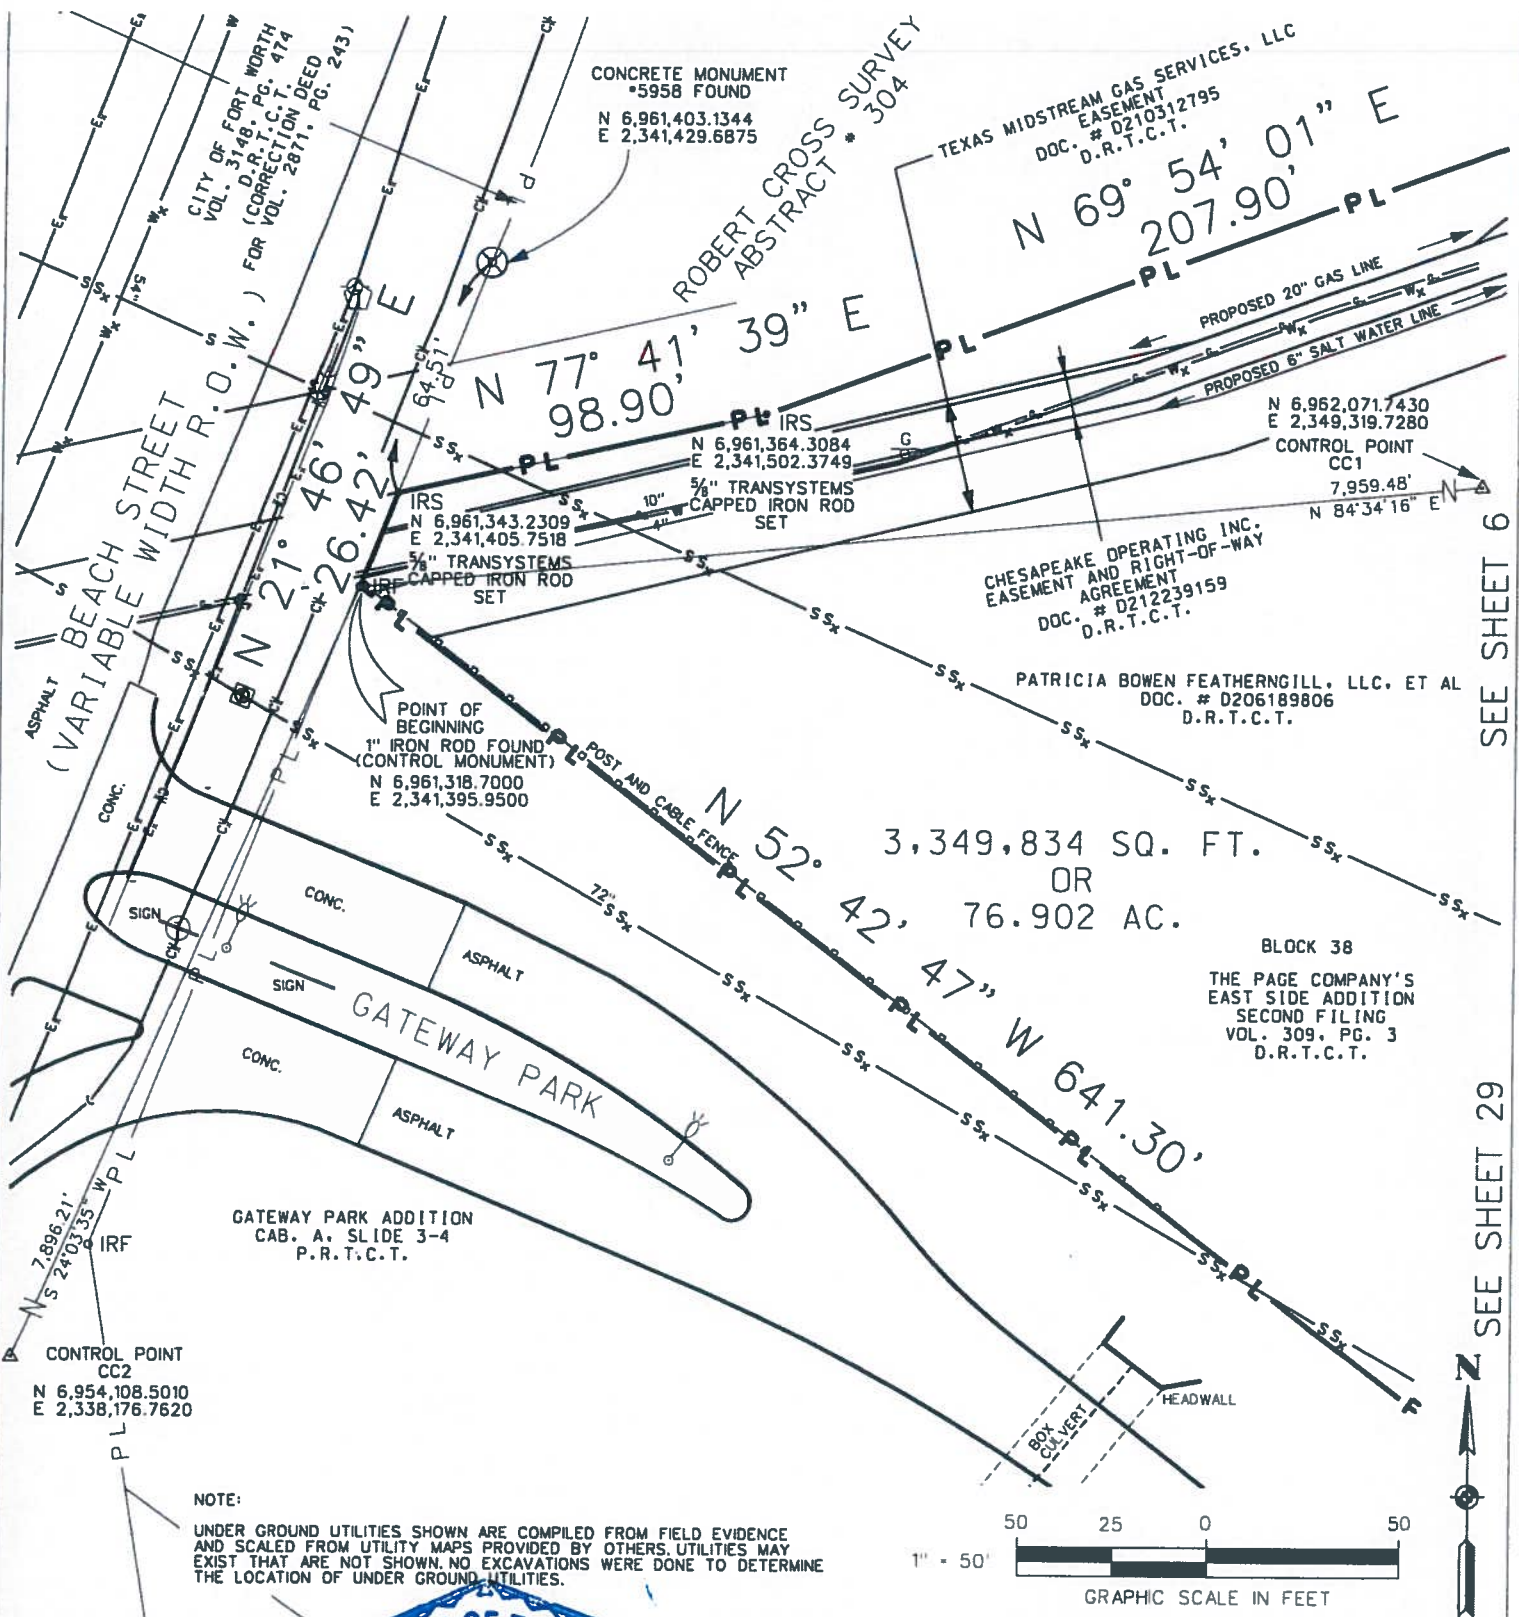 CITY OF FORT WORTH
VOL. 3148, PG. 474
D.R.T.C.T.
(CORRECTION DEED
FOR VOL. 2871, PG. 243)
CONCRETE MONUMENT
*5958 FOUND
N 6,961,403.1344
E 2,341,429.6875
ROBERT CROSS SURVEY
ABSTRACT * 304
TEXAS MIDSTREAM GAS SERVICES, LLC
EASEMENT
DOC. # D210312795
D.R.T.C.T.
N 69° 54' 01" E
207.90'
PROPOSED 20" GAS LINE
PROPOSED 6" SALT WATER LINE
54"
64.51'
N 77° 41' 39" E
98.90'
IRS
N 6,961,364.3084
E 2,341,502.3749
5/8" TRANSYSTEMS
CAPPED IRON ROD
SET
G
10"
4"
N 6,952,071.7430
E 2,349,319.7280
CONTROL POINT
CC1
7,959.48'
N 84°34'16" E
N
IRS
N 6,961,343.2309
E 2,341,405.7518
5/8" TRANSYSTEMS
CAPPED IRON ROD
SET
IRF
BEACH STREET
(VARIABLE WIDTH R.O.W.)
ASPHALT
N 21° 46' 49" E
26.42'
CHESAPEAKE OPERATING INC.
EASEMENT AND RIGHT-OF-WAY
AGREEMENT
DOC. # D212239159
D.R.T.C.T.
SEE SHEET 6
PATRICIA BOWEN FEATHERNGILL, LLC, ET AL
DOC. # D206189806
D.R.T.C.T.
POINT OF
BEGINNING
1" IRON ROD FOUND
(CONTROL MONUMENT)
N 6,961,318.7000
E 2,341,395.9500
POST AND CABLE FENCE
N 52° 42' 47" W 641.30'
3,349,834 SQ. FT.
OR
76.902 AC.
BLOCK 38
THE PAGE COMPANY'S
EAST SIDE ADDITION
SECOND FILING
VOL. 309, PG. 3
D.R.T.C.T.
CONC.
SIGN
CONC.
72"
ASPHALT
SIGN
GATEWAY PARK
CONC.
ASPHALT
GATEWAY PARK ADDITION
CAB. A, SLIDE 3-4
P.R.T.C.T.
7,896.21'
S 24°03'35" W
IRF
N
CONTROL POINT
CC2
N 6,954,108.5010
E 2,338,176.7620
SEE SHEET 29
HEADWALL
BOX
CULVERT
N
NOTE:
UNDER GROUND UTILITIES SHOWN ARE COMPILED FROM FIELD EVIDENCE
AND SCALED FROM UTILITY MAPS PROVIDED BY OTHERS. UTILITIES MAY
EXIST THAT ARE NOT SHOWN. NO EXCAVATIONS WERE DONE TO DETERMINE
THE LOCATION OF UNDER GROUND UTILITIES.
50 25 0 50
1" = 50'
GRAPHIC SCALE IN FEET